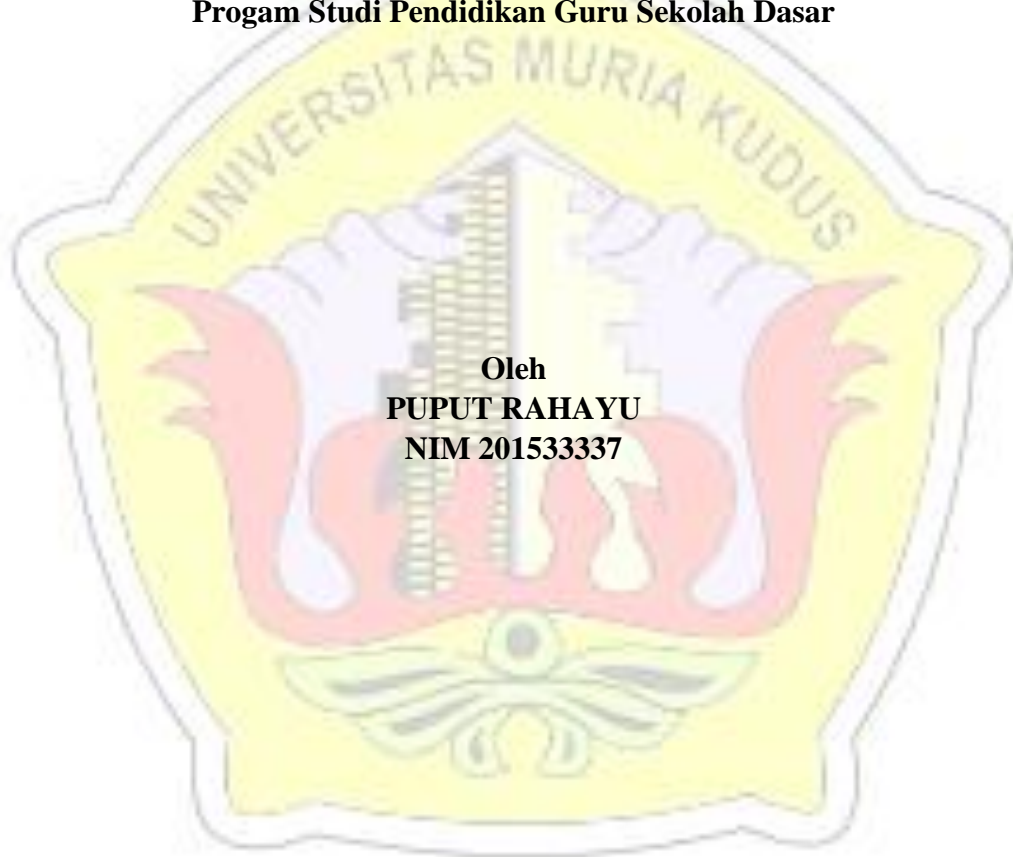 Progam Studi Pendidikan Guru Sekolah Dasar
UNIVERSITAS MURIA KUDUS
Oleh
PUPUT RAHAYU
NIM 201533337